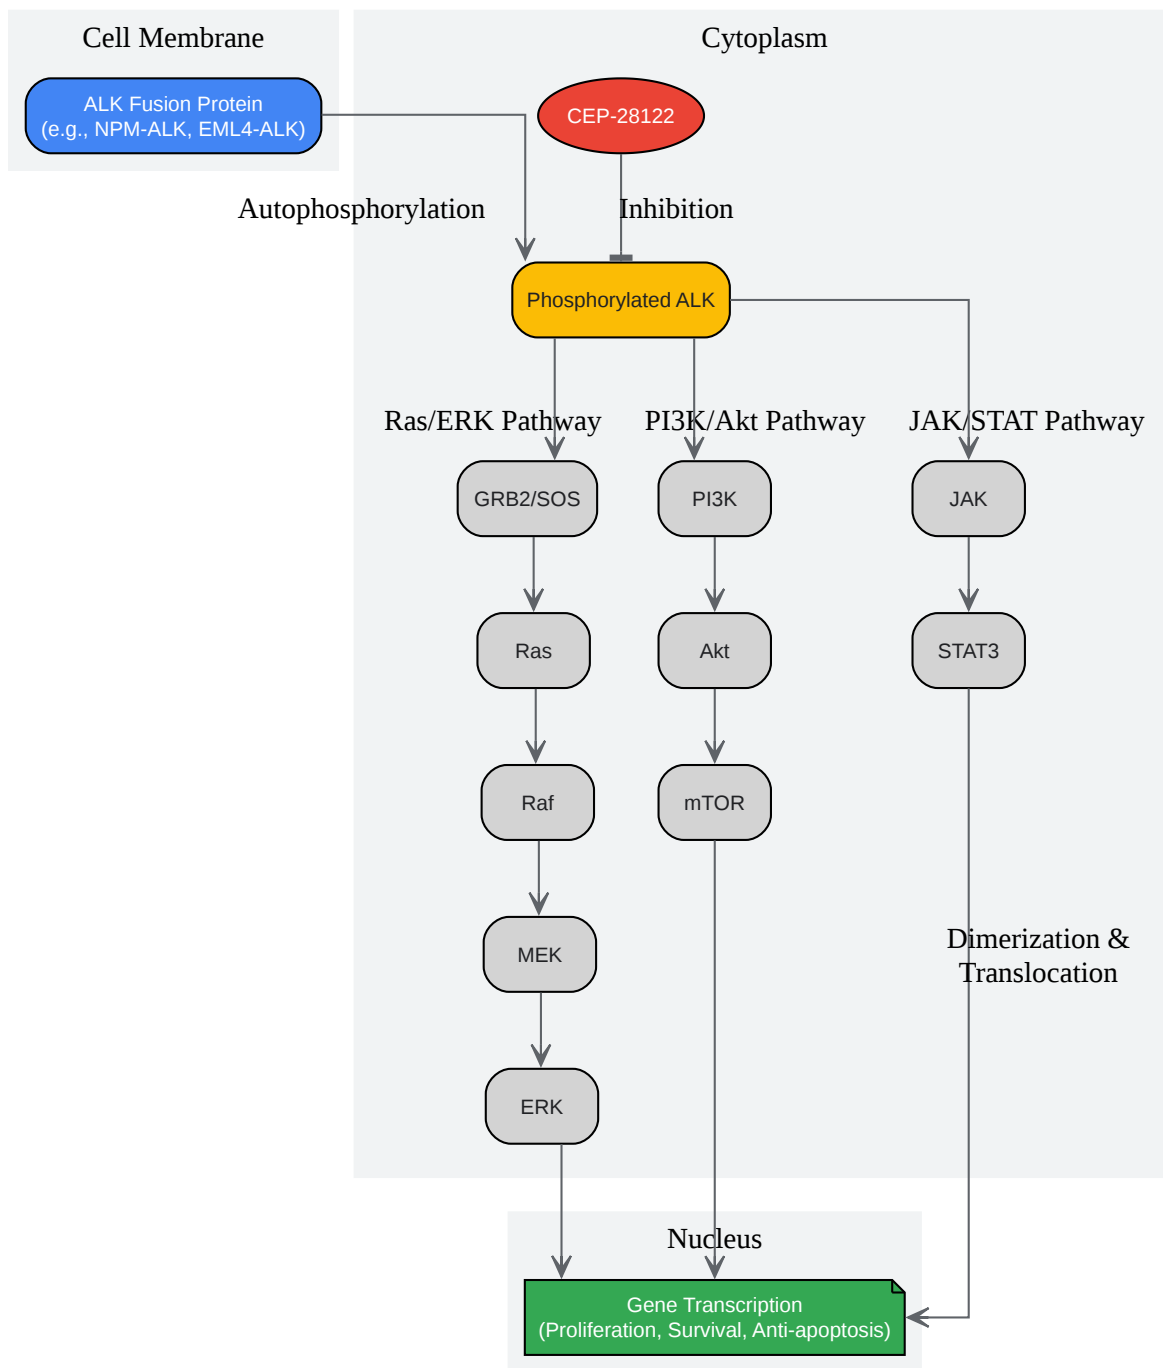 Cell Membrane
Cytoplasm
ALK Fusion Protein
(e.g., NPM-ALK, EML4-ALK)
CEP-28122
Autophosphorylation
Inhibition
Phosphorylated ALK
Ras/ERK Pathway
PI3K/Akt Pathway
JAK/STAT Pathway
GRB2/SOS
PI3K
JAK
Ras
Akt
STAT3
Raf
mTOR
MEK
Dimerization &
Translocation
ERK
Nucleus
Gene Transcription
(Proliferation, Survival, Anti-apoptosis)